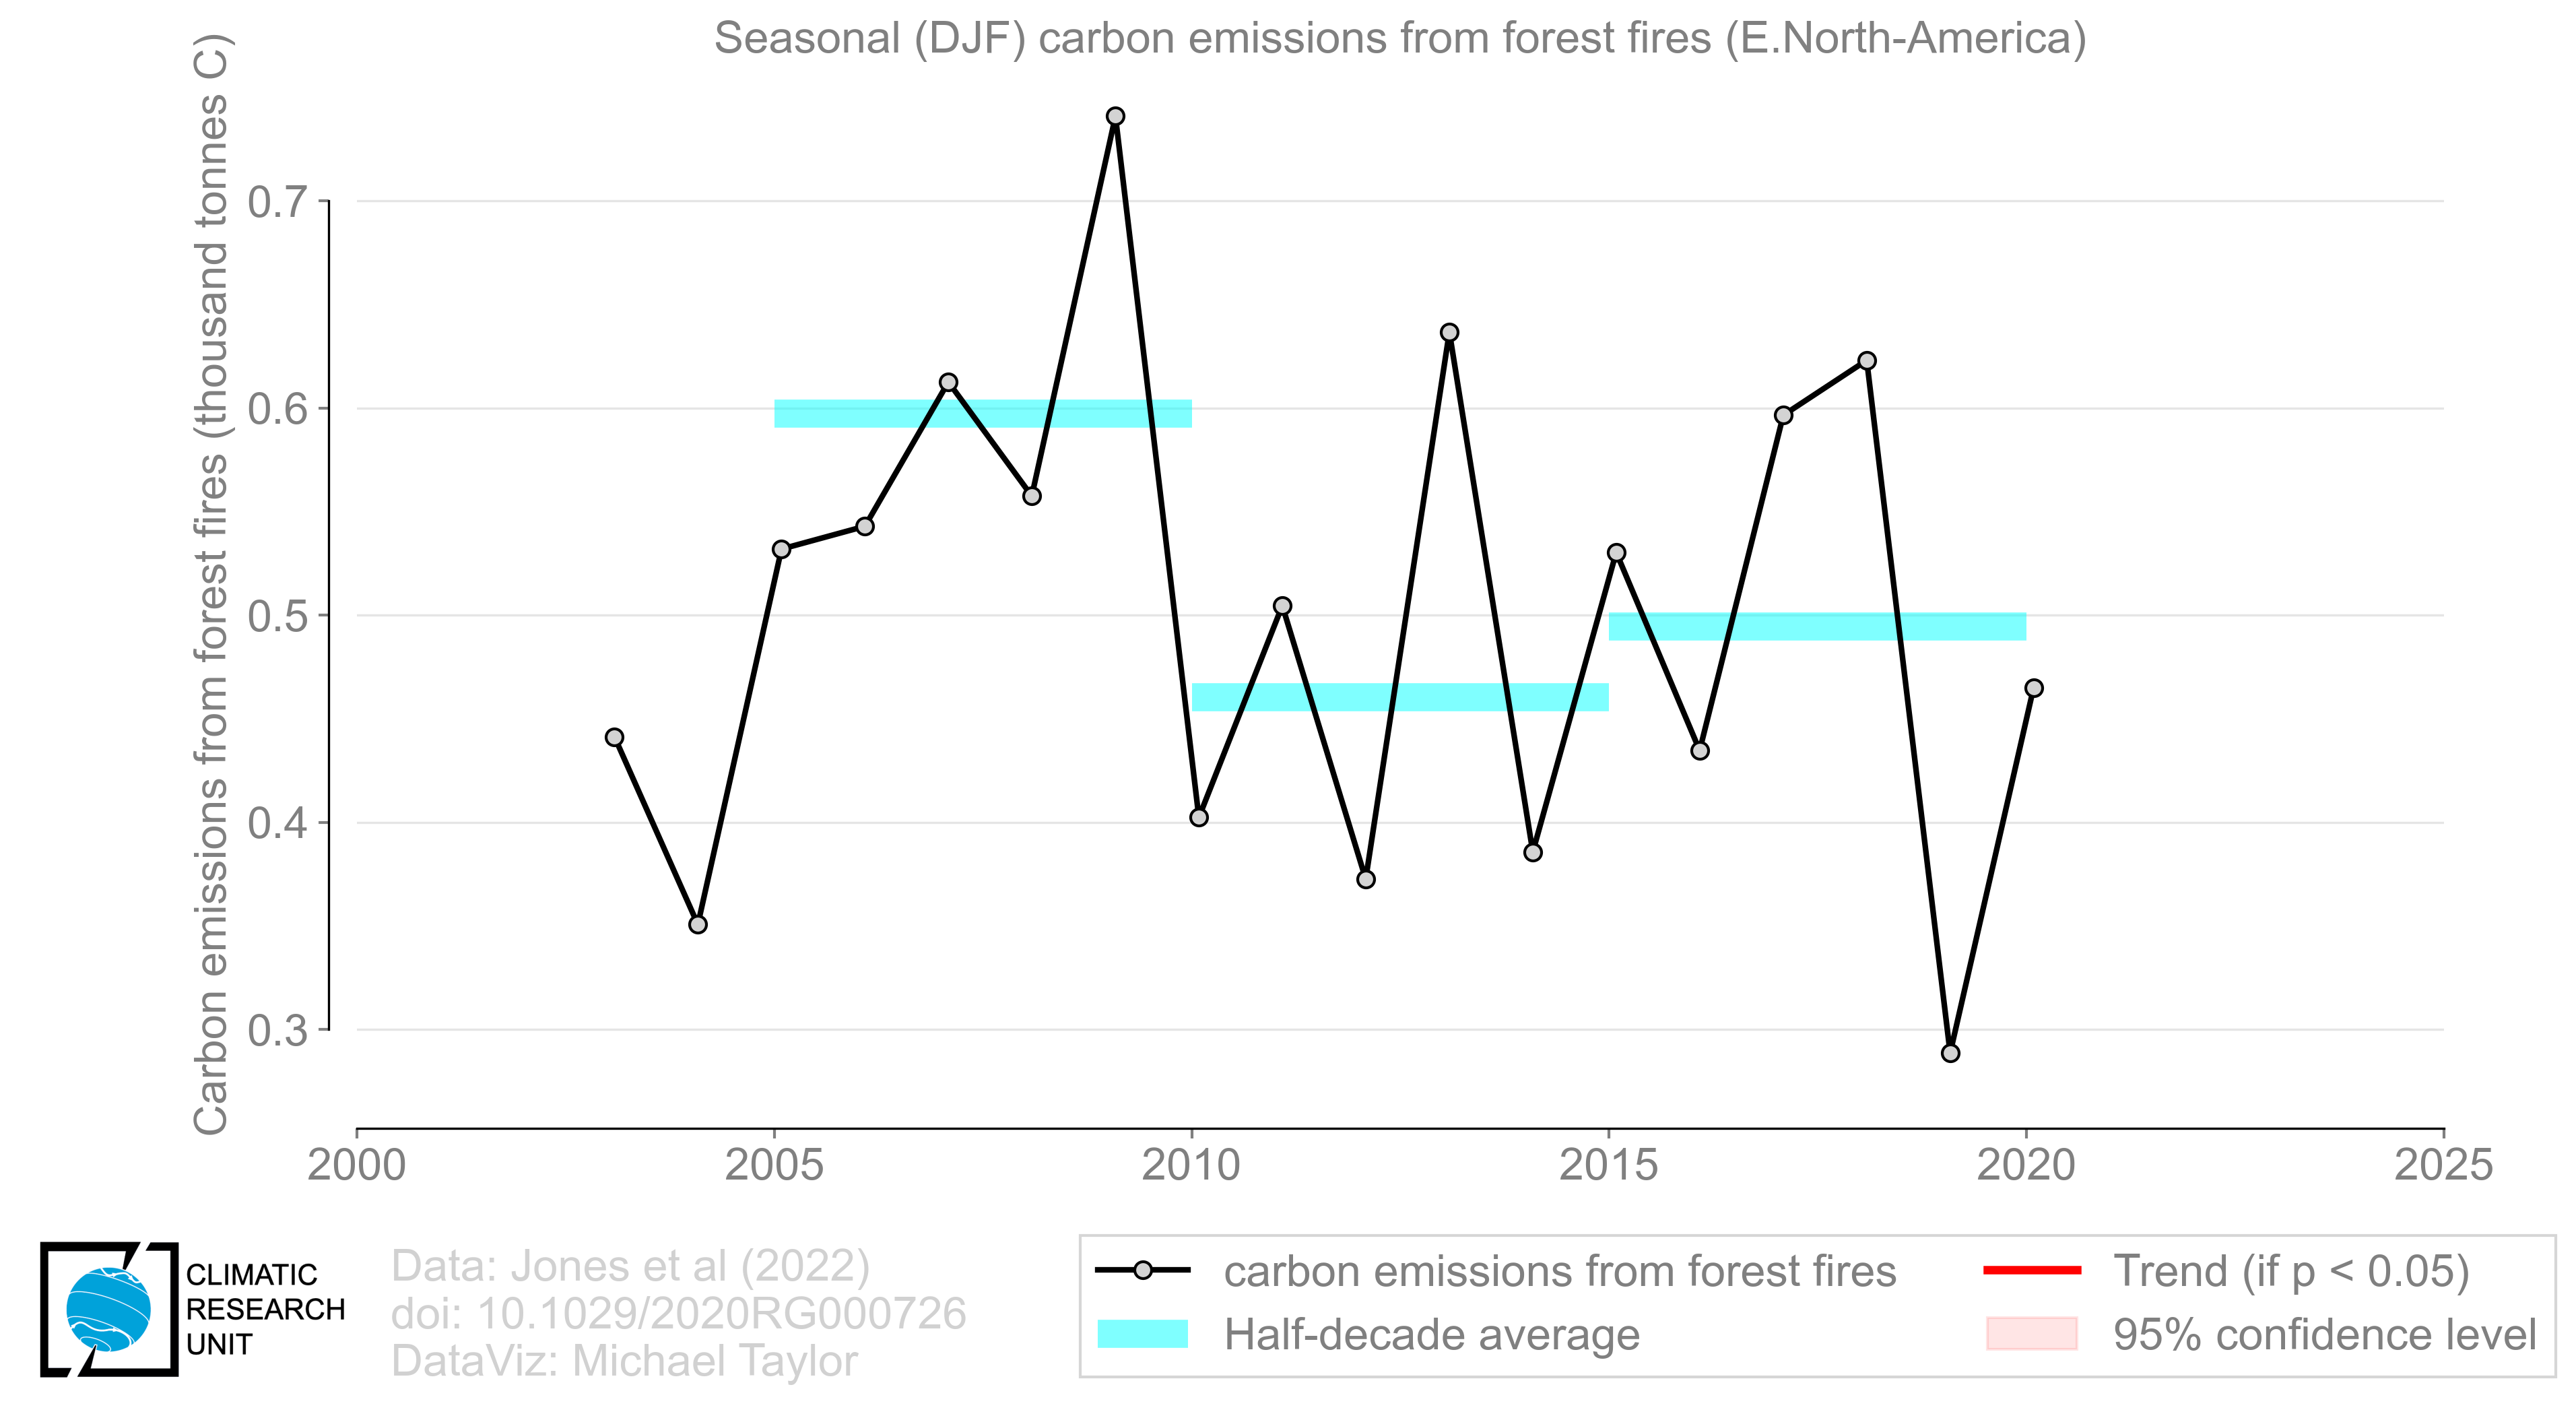 Seasonal (DJF) carbon emissions from forest fires (E.North-America)
Carbon emissions from forest fires (thousand tonnes C)
0.7
0.6
0.5
0.4
0.3
2000 2005 2010 2015 2020 2025
CLIMATIC
RESEARCH
UNIT
Data: Jones et al (2022)
doi: 10.1029/2020RG000726
DataViz: Michael Taylor
carbon emissions from forest fires
Half-decade average
Trend (if p < 0.05)
95% confidence level